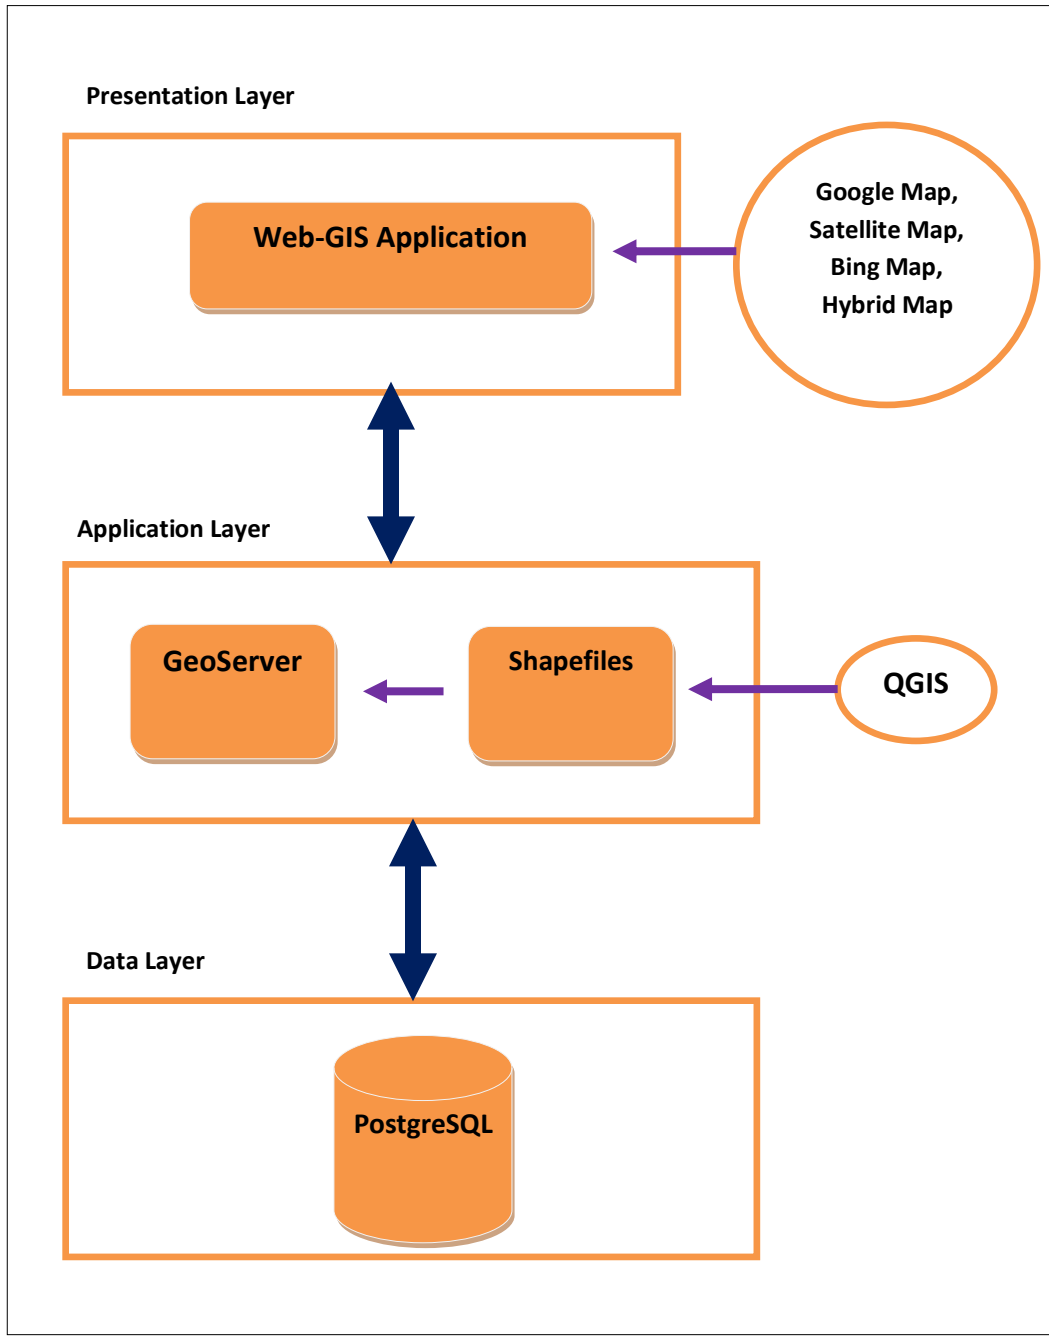 Presentation Layer
Web-GIS Application
Google Map,
Satellite Map,
Bing Map,
Hybrid Map
Application Layer
GeoServer
Shapefiles
QGIS
Data Layer
PostgreSQL